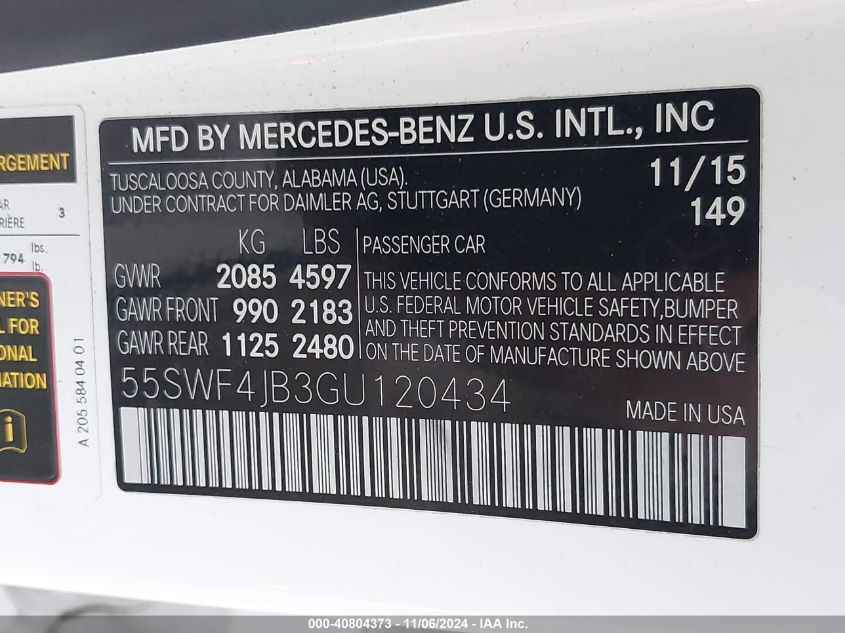 MFD BY MERCEDES-BENZ U.S. INTL., INC
TUSCALOOSA COUNTY, ALABAMA (USA).
UNDER CONTRACT FOR DAIMLER AG, STUTTGART (GERMANY)
11/15
149
KG LBS
GVWR 2085 4597
GAWR FRONT 990 2183
GAWR REAR 1125 2480
PASSENGER CAR
THIS VEHICLE CONFORMS TO ALL APPLICABLE
U.S. FEDERAL MOTOR VEHICLE SAFETY,BUMPER
AND THEFT PREVENTION STANDARDS IN EFFECT
ON THE DATE OF MANUFACTURE SHOWN ABOVE
55SWF4JB3GU120434
MADE IN USA
RGEMENT
AR
RIÈRE 3
794 lbs.
lb.
NER'S
L FOR
ONAL
MATION
i
A 205 584 04 01
000-40804373 - 11/06/2024 - IAA Inc.